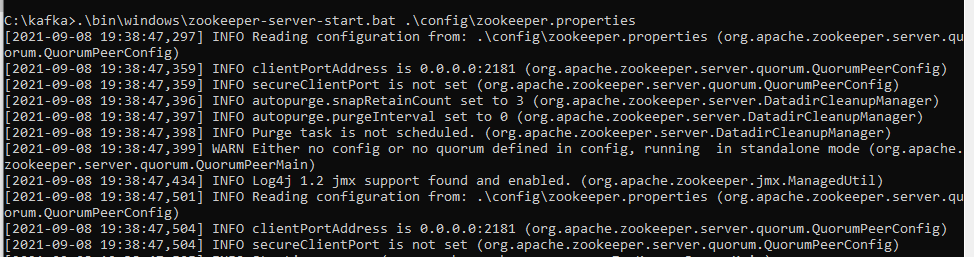 C:\kafka>.\bin\windows\zookeeper-server-start.bat .\config\zookeeper.properties
[2021-09-08 19:38:47,297] INFO Reading configuration from: .\config\zookeeper.properties (org.apache.zookeeper.server.qu
orum.QuorumPeerConfig)
[2021-09-08 19:38:47,359] INFO clientPortAddress is 0.0.0.0:2181 (org.apache.zookeeper.server.quorum.QuorumPeerConfig)
[2021-09-08 19:38:47,359] INFO secureClientPort is not set (org.apache.zookeeper.server.quorum.QuorumPeerConfig)
[2021-09-08 19:38:47,396] INFO autopurge.snapRetainCount set to 3 (org.apache.zookeeper.server.DatadirCleanupManager)
[2021-09-08 19:38:47,397] INFO autopurge.purgeInterval set to 0 (org.apache.zookeeper.server.DatadirCleanupManager)
[2021-09-08 19:38:47,398] INFO Purge task is not scheduled. (org.apache.zookeeper.server.DatadirCleanupManager)
[2021-09-08 19:38:47,399] WARN Either no config or no quorum defined in config, running  in standalone mode (org.apache.
zookeeper.server.quorum.QuorumPeerMain)
[2021-09-08 19:38:47,434] INFO Log4j 1.2 jmx support found and enabled. (org.apache.zookeeper.jmx.ManagedUtil)
[2021-09-08 19:38:47,501] INFO Reading configuration from: .\config\zookeeper.properties (org.apache.zookeeper.server.qu
orum.QuorumPeerConfig)
[2021-09-08 19:38:47,504] INFO clientPortAddress is 0.0.0.0:2181 (org.apache.zookeeper.server.quorum.QuorumPeerConfig)
[2021-09-08 19:38:47,504] INFO secureClientPort is not set (org.apache.zookeeper.server.quorum.QuorumPeerConfig)